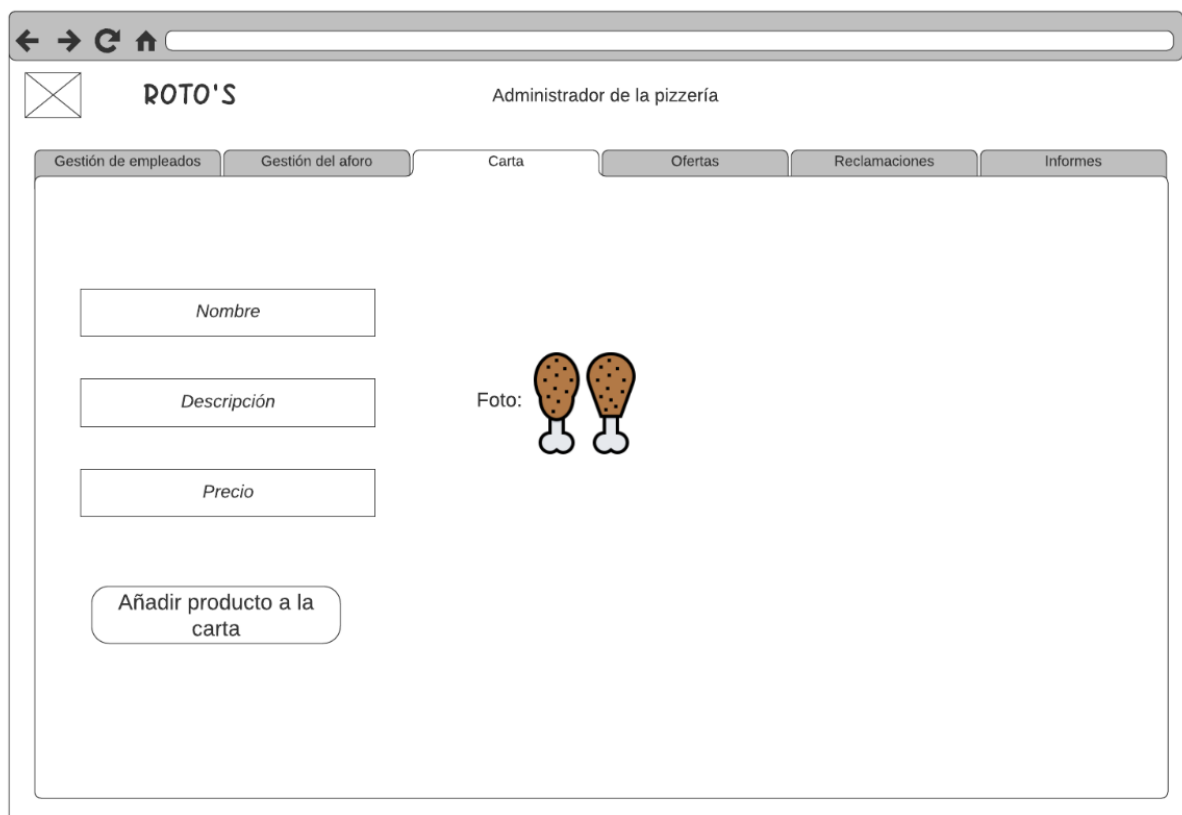 ROTO'S
Administrador de la pizzería
Gestión de empleados
Gestión del aforo
Carta
Ofertas
Reclamaciones
Informes
Nombre
Descripción
Foto:
Precio
Añadir producto a la
carta